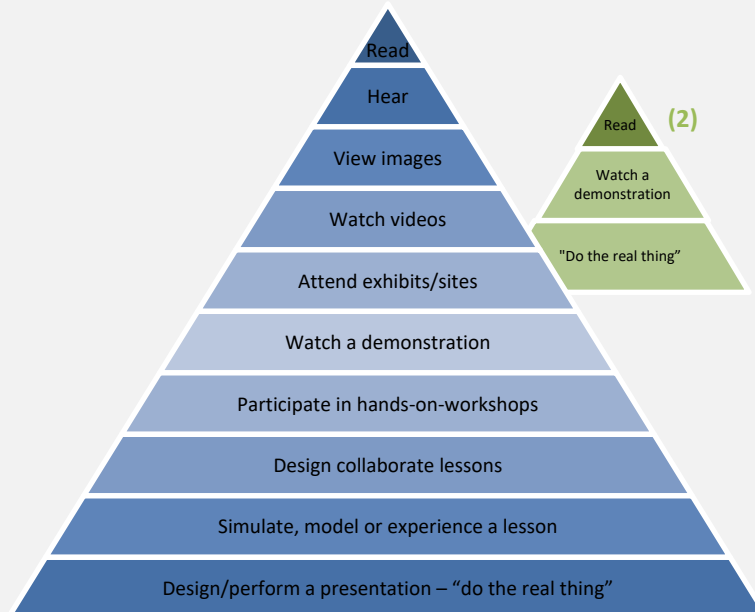 Read
Hear
View images
Watch videos
Attend exhibits/sites
Watch a demonstration
Participate in hands-on-workshops
Design collaborate lessons
Simulate, model or experience a lesson
Design/perform a presentation – “do the real thing”
(2)
Read
Watch a
demonstration
"Do the real thing”